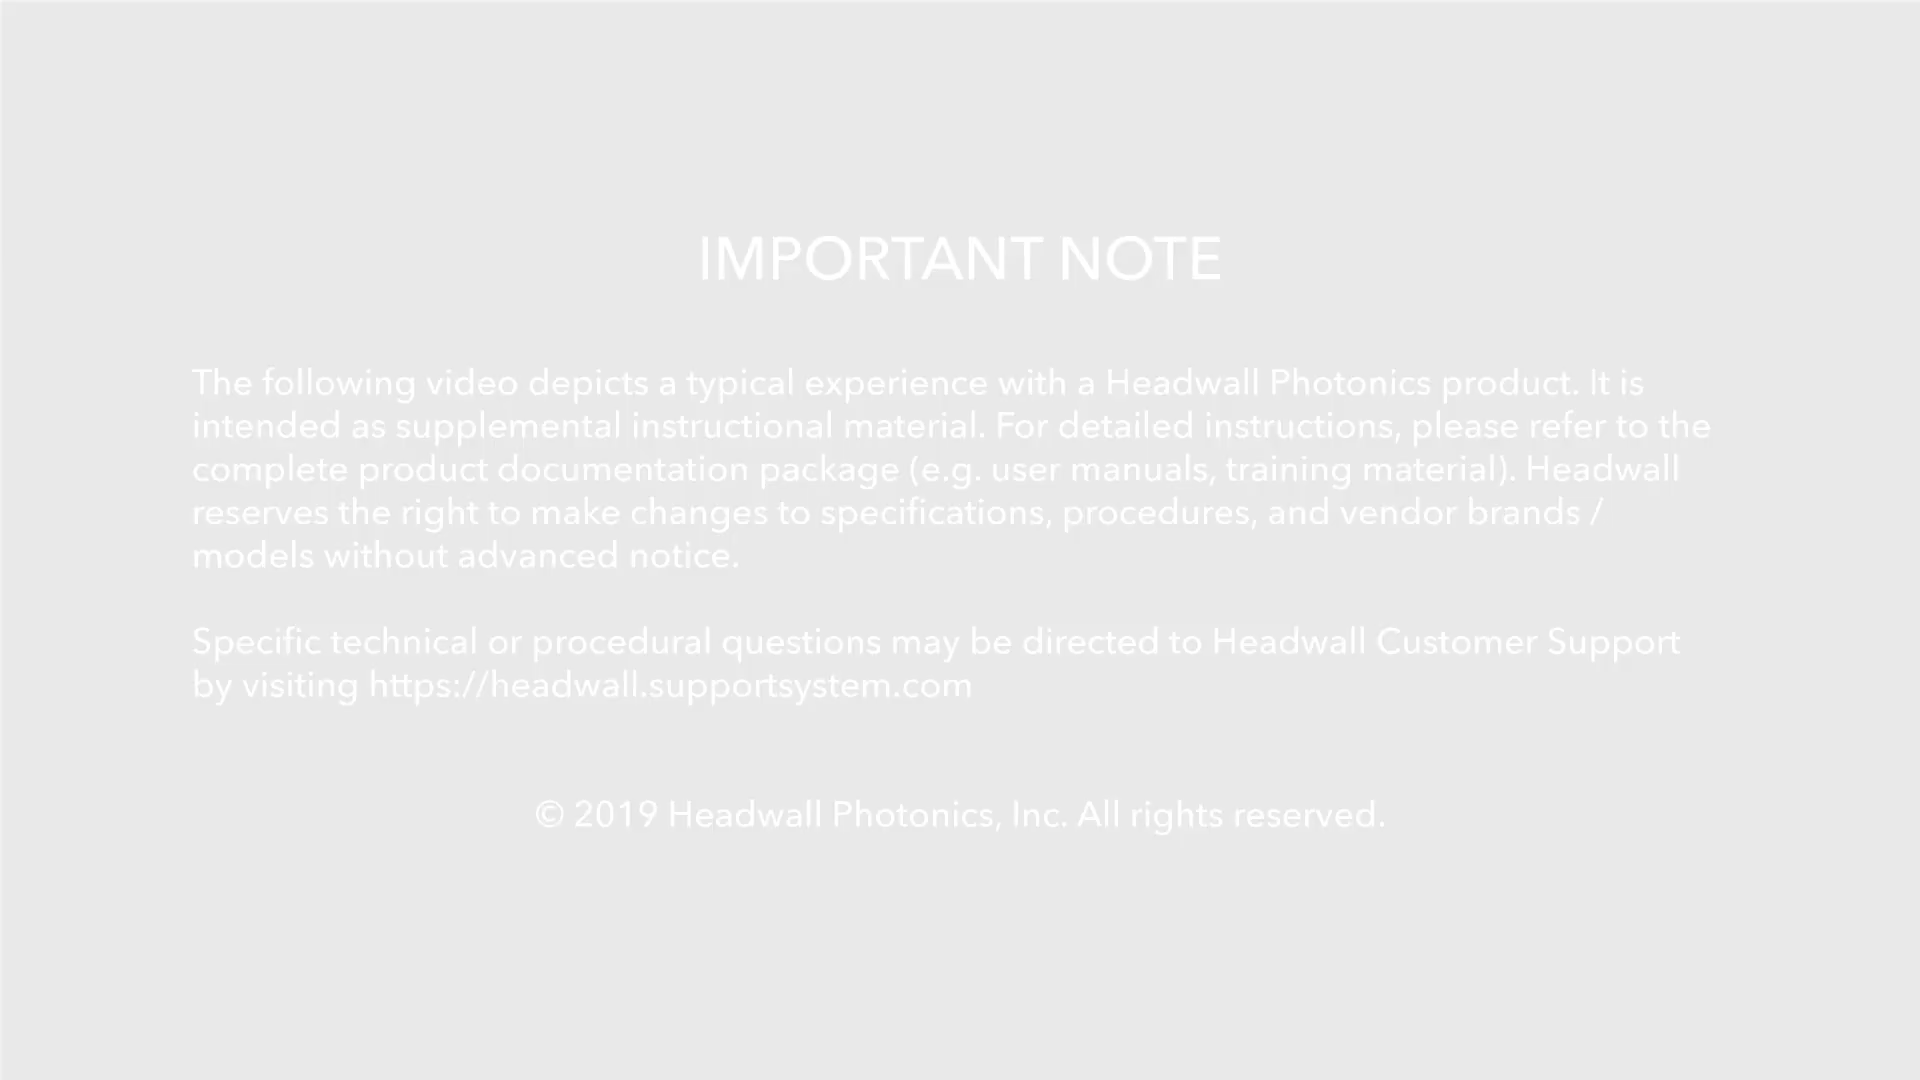 IMPORTANT NOTE
The following video depicts a typical experience with a Headwall Photonics product. It is
intended as supplemental instructional material. For detailed instructions, please refer to the
complete product documentation package (e.g. user manuals, training material). Headwall
reserves the right to make changes to specifications, procedures, and vendor brands /
models without advanced notice.
Specific technical or procedural questions may be directed to Headwall Customer Support
by visiting https://headwall.supportsystem.com
© 2019 Headwall Photonics, Inc. All rights reserved.